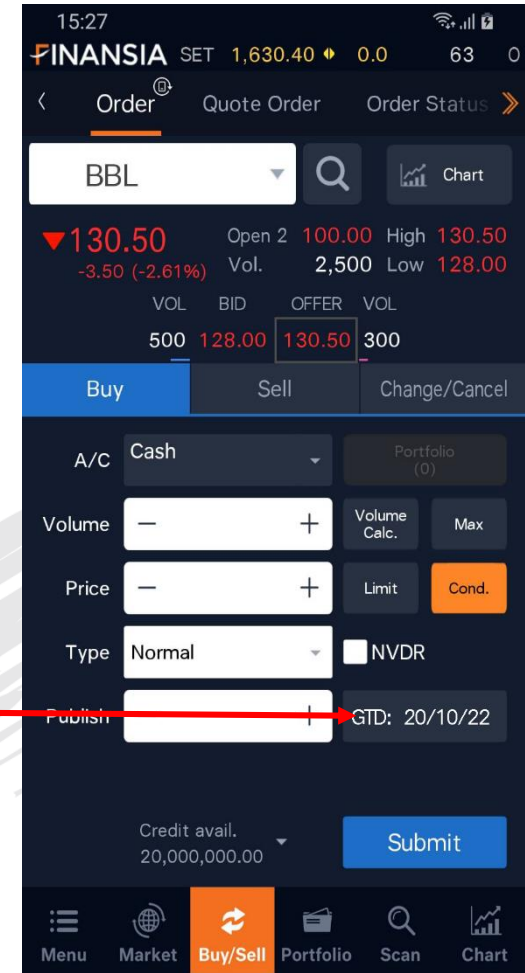 15:27
FINANSIA SET 1,630.40 0.0 63 0
Order Quote Order Order Status
BBL Chart
130.50 Open 2 100.00 High 130.50
-3.50 (-2.61%) Vol. 2,500 Low 128.00
VOL BID OFFER VOL
500 128.00 130.50 300
Buy Sell Change/Cancel
A/C Cash Portfolio
(0)
Volume − + Volume
Calc. Max
Price − + Limit Cond.
Type Normal NVDR
Publish + GTD: 20/10/22
Credit avail.
20,000,000.00 Submit
Menu Market Buy/Sell Portfolio Scan Chart